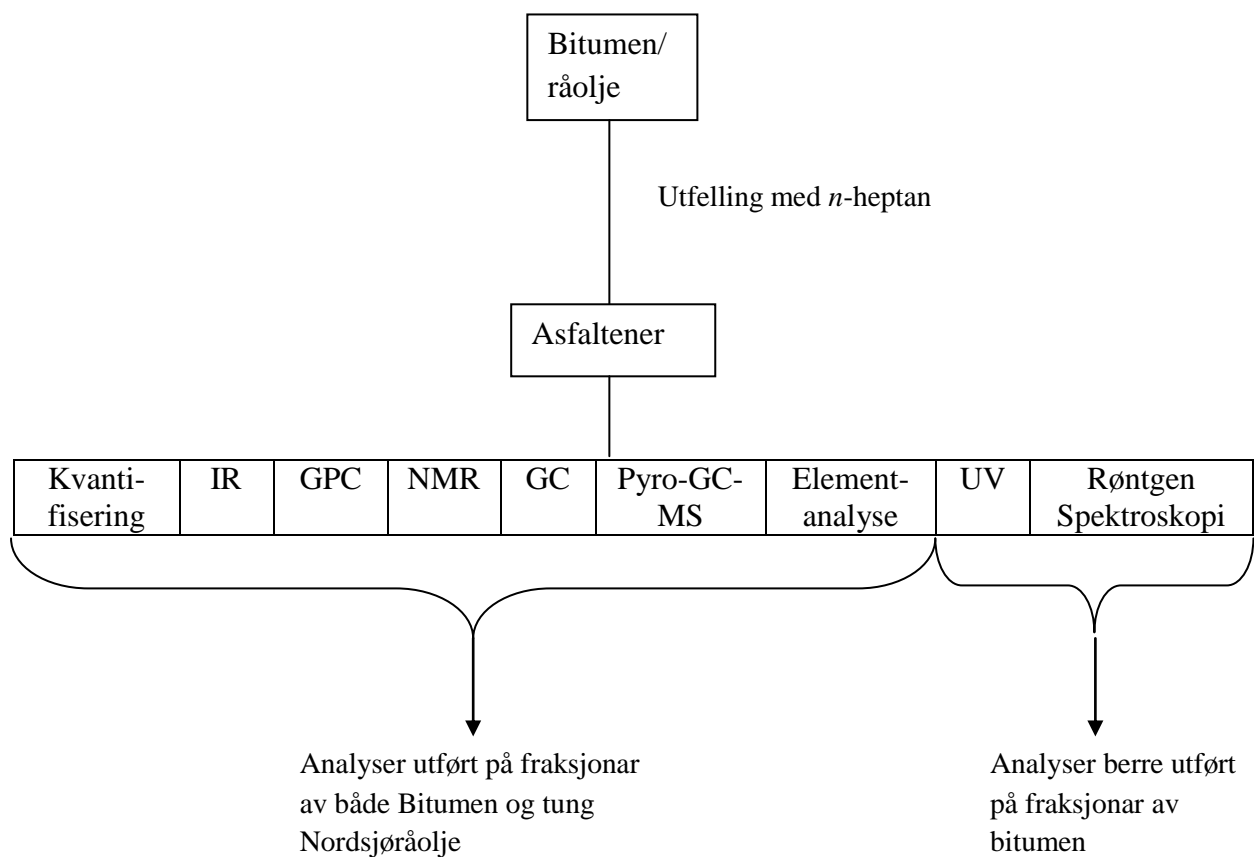 Bitumen/
råolje
Utfelling med n-heptan
Asfaltener
Kvanti-
fisering
IR
GPC
NMR
GC
Pyro-GC-
MS
Element-
analyse
UV
Røntgen
Spektroskopi
Analyser utført på fraksjonar
av både Bitumen og tung
Nordsjøråolje
Analyser berre utført
på fraksjonar av
bitumen